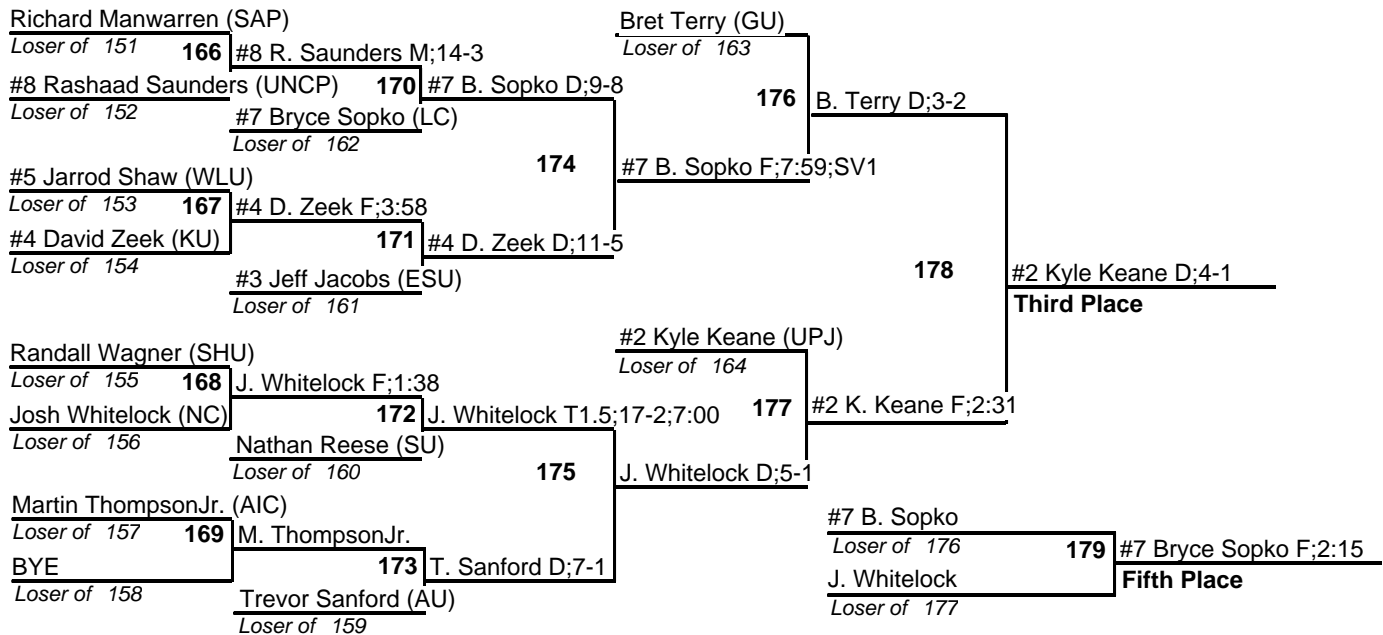 Richard Manwarren (SAP)
Loser of 151
166
#8 R. Saunders M;14-3
#8 Rashaad Saunders (UNCP)
Loser of 152
170
#7 B. Sopko D;9-8
#7 Bryce Sopko (LC)
Loser of 162
#5 Jarrod Shaw (WLU)
Loser of 153
167
#4 D. Zeek F;3:58
#4 David Zeek (KU)
Loser of 154
171
#4 D. Zeek D;11-5
#3 Jeff Jacobs (ESU)
Loser of 161
174
#7 B. Sopko F;7:59;SV1
Bret Terry (GU)
Loser of 163
176
B. Terry D;3-2
Randall Wagner (SHU)
Loser of 155
168
J. Whitelock F;1:38
Josh Whitelock (NC)
Loser of 156
172
J. Whitelock T1.5;17-2;7:00
Nathan Reese (SU)
Loser of 160
Martin ThompsonJr. (AIC)
Loser of 157
169
M. ThompsonJr.
BYE
Loser of 158
173
T. Sanford D;7-1
Trevor Sanford (AU)
Loser of 159
175
J. Whitelock D;5-1
#2 Kyle Keane (UPJ)
Loser of 164
177
#2 K. Keane F;2:31
178
#2 Kyle Keane D;4-1
Third Place
#7 B. Sopko
Loser of 176
179
#7 Bryce Sopko F;2:15
J. Whitelock
Fifth Place
Loser of 177